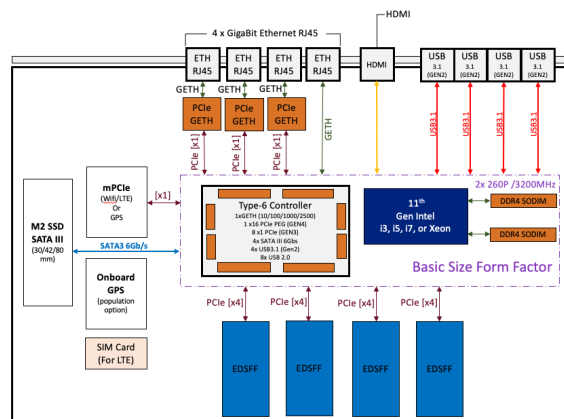 4 x GigaBit Ethernet RJ45
HDMI
ETH
RJ45
ETH
RJ45
ETH
RJ45
ETH
RJ45
HDMI
USB
3.1
(GEN2)
USB
3.1
(GEN2)
USB
3.1
(GEN2)
USB
3.1
(GEN2)
GETH
GETH
GETH
PCIe
GETH
PCIe
GETH
PCIe
GETH
GETH
USB3.1
USB3.1
USB3.1
USB3.1
PCIe [x1]
PCIe [x1]
PCIe [x1]
2x 260P /3200MHz
mPCIe
(Wifi/LTE)
Or
GPS
[x1]
Type-6 Controller
1xGETH (10/100/1000/2500)
1 x16 PCIe PEG (GEN4)
8 x1 PCIe (GEN3)
4x SATA III 6Gbs
4x USB3.1 (Gen2)
8x USB 2.0
11th
Gen Intel
i3, i5, i7, or Xeon
DDR4 SODIM
DDR4 SODIM
M2 SSD
SATA III
(30/42/80
mm)
SATA3 6Gb/s
Basic Size Form Factor
Onboard
GPS
(population
option)
SIM Card
(For LTE)
PCIe [x4]
PCIe [x4]
PCIe [x4]
PCIe [x4]
EDSFF
EDSFF
EDSFF
EDSFF